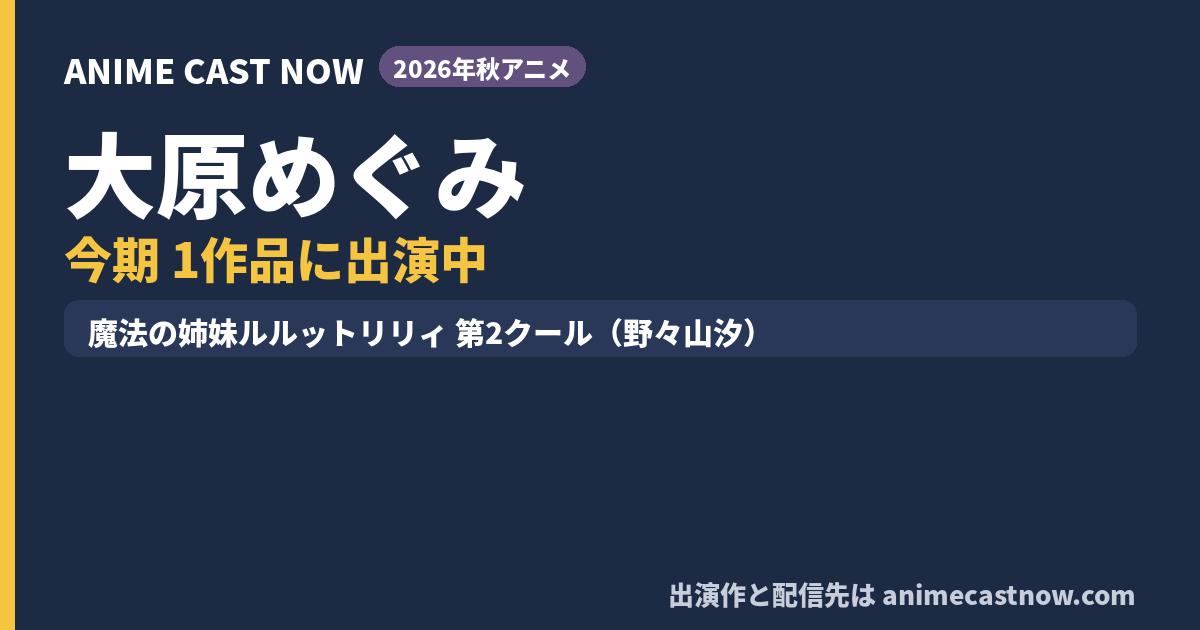 ANIME CAST NOW 2026年秋アニメ
大原めぐみ
今期 1作品に出演中
魔法の姉妹ルルットリリィ 第2クール（野々山汐）
出演作と配信先は animecastnow.com